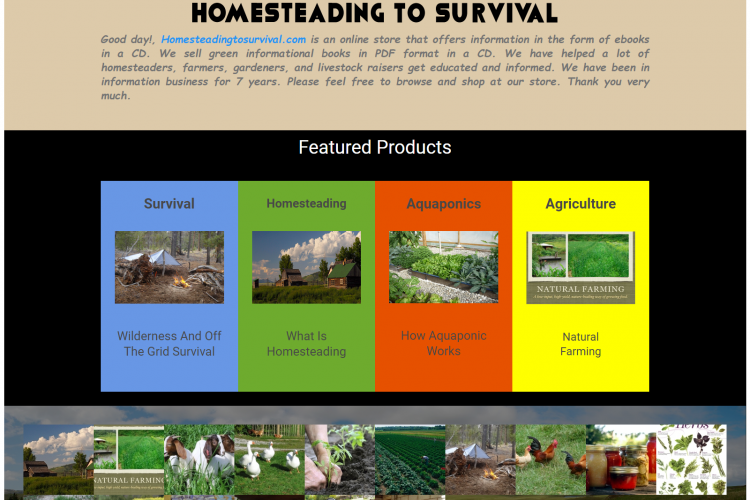 HOMESTEADING TO SURVIVAL
Good day!, Homesteadingtosurvival.com is an online store that offers information in the form of ebooks
in a CD. We sell green informational books in PDF format in a CD. We have helped a lot of
homesteaders, farmers, gardeners, and livestock raisers get educated and informed. We have been in
information business for 7 years. Please feel free to browse and shop at our store. Thank you very
much.
Featured Products
Survival
Homesteading
Aquaponics
Agriculture
NATURAL FARMING
Wilderness And Off
The Grid Survival
What Is
Homesteading
How Aquaponic
Works
Natural
Farming
NATURAL FARMING